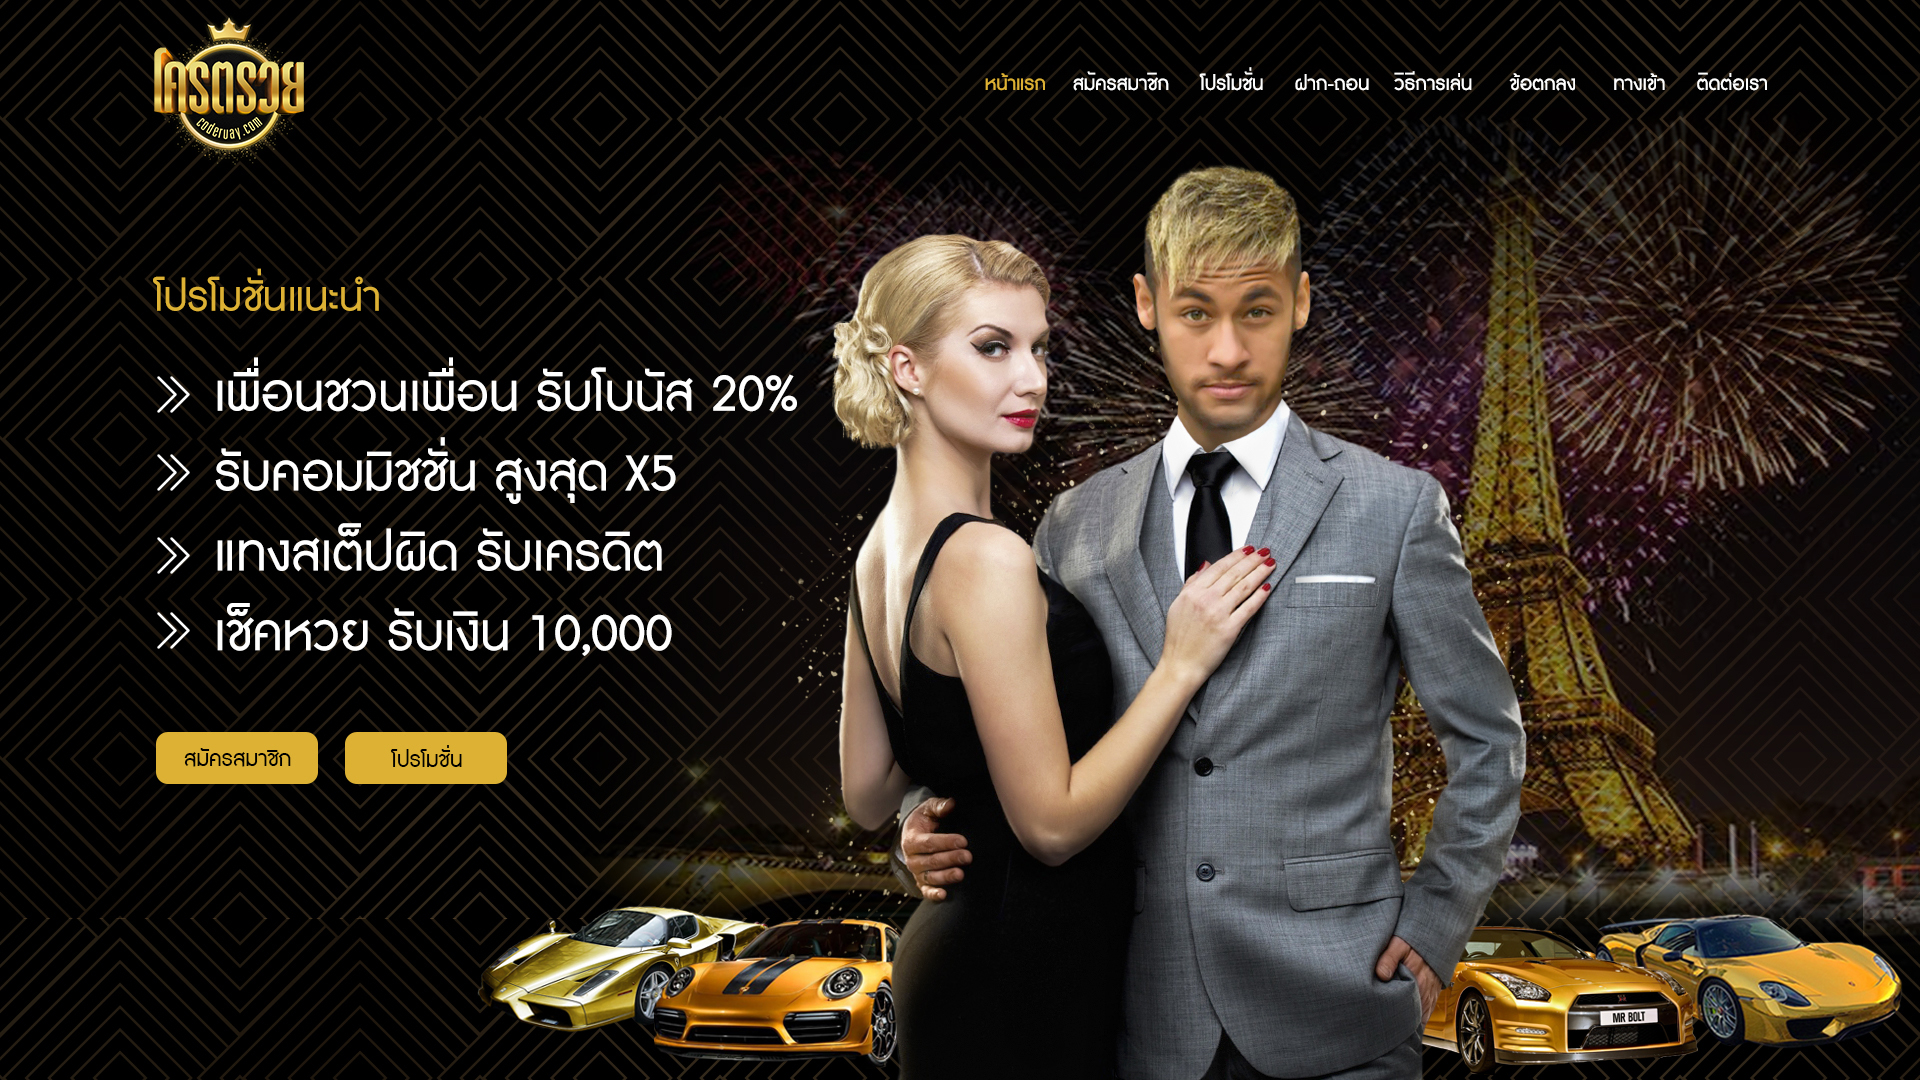 โคตรรวย
coderuay.com
หน้าแรก สมัครสมาชิก โปรโมชั่น ฝาก-ถอน วิธีการเล่น ข้อตกลง ทางเข้า ติดต่อเรา
โปรโมชั่นแนะนำ
เพื่อนชวนเพื่อน รับโบนัส 20%
รับคอมมิชชั่น สูงสุด X5
แทงสเต็ปผิด รับเครดิต
เช็คหวย รับเงิน 10,000
สมัครสมาชิก โปรโมชั่น
MR BOLT